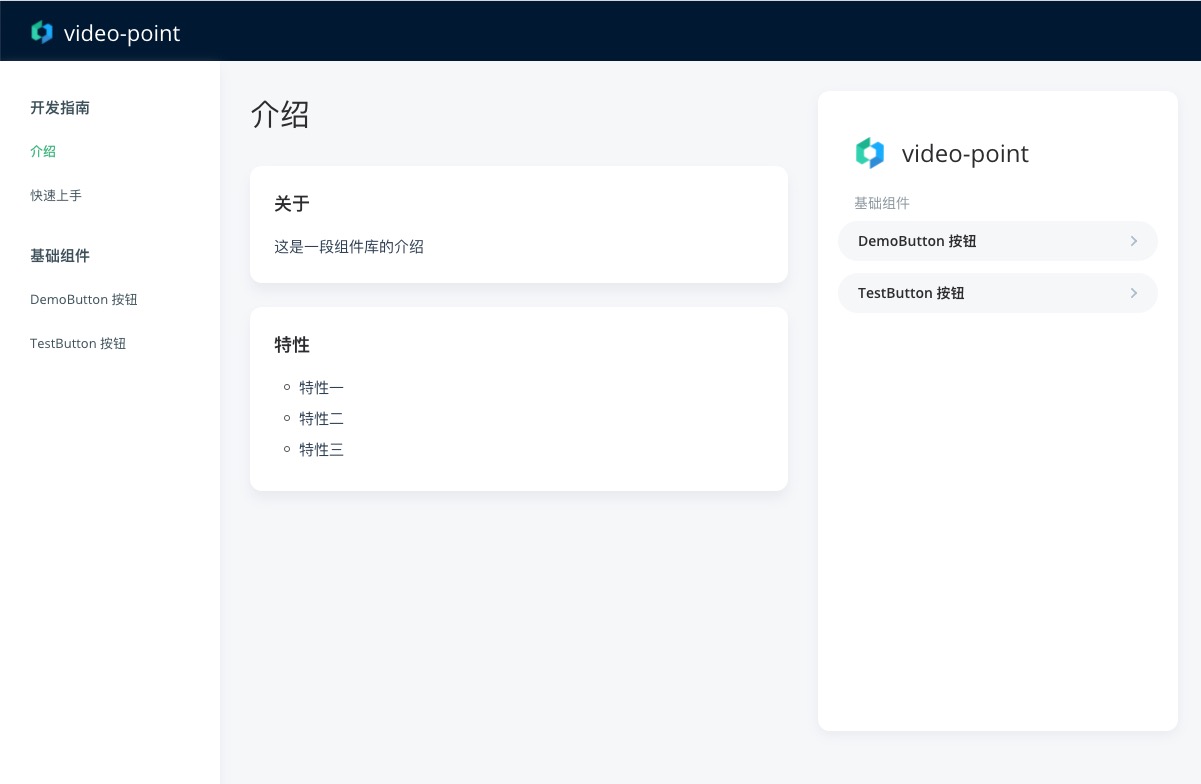 video-point
开发指南
介绍
快速上手
基础组件
DemoButton 按钮
TestButton 按钮
介绍
关于
这是一段组件库的介绍
特性
特性一
特性二
特性三
video-point
基础组件
DemoButton 按钮
TestButton 按钮